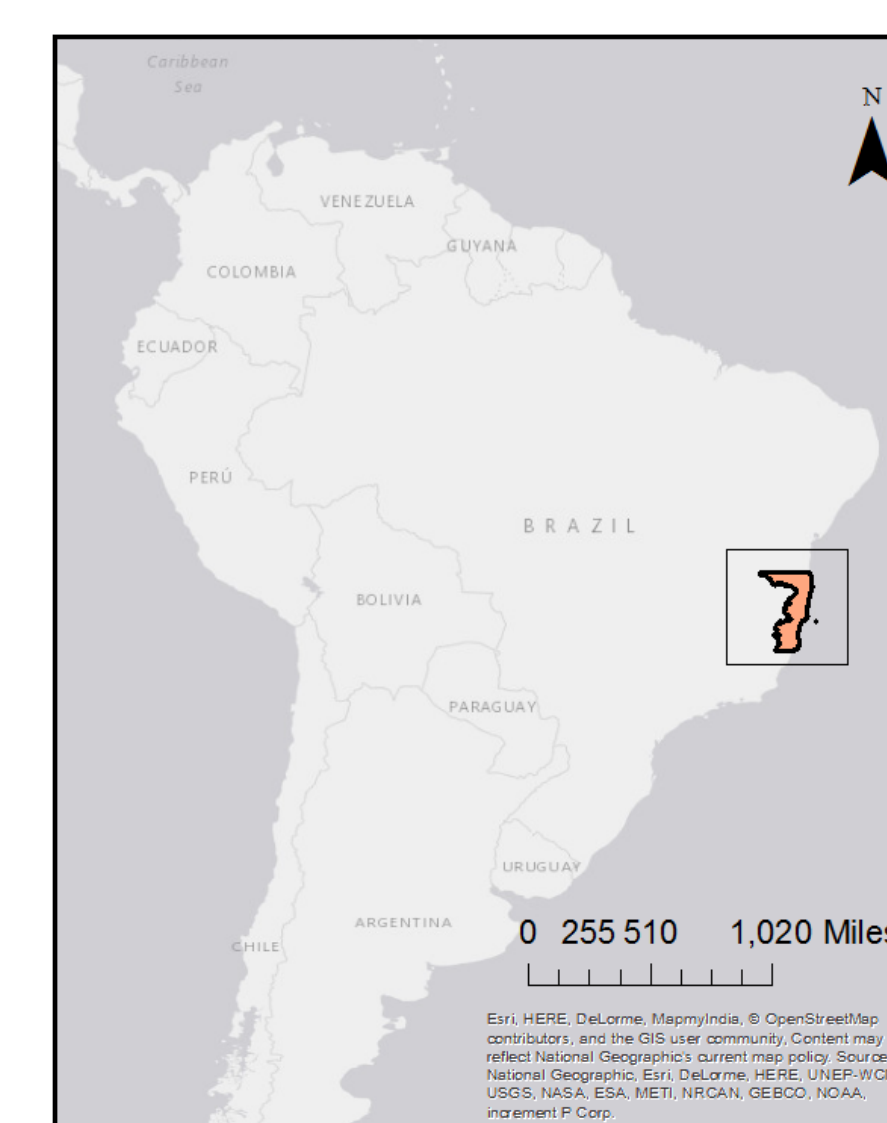 Caribbean
Sea
N
VENEZUELA
GUYANA
COLOMBIA
ECUADOR
PERÚ
BRAZIL
BOLIVIA
PARAGUAY
URUGUAY
ARGENTINA
CHILE
0 255 510 1,020 Miles
Esri, HERE, DeLorme, MapmyIndia, © OpenStreetMap
contributors, and the GIS user community, Content may
reflect National Geographic's current map policy. Source
National Geographic, Esri, DeLorme, HERE, UNEP-WC
USGS, NASA, ESA, METI, NRCAN, GEBCO, NOAA,
increment P Corp.